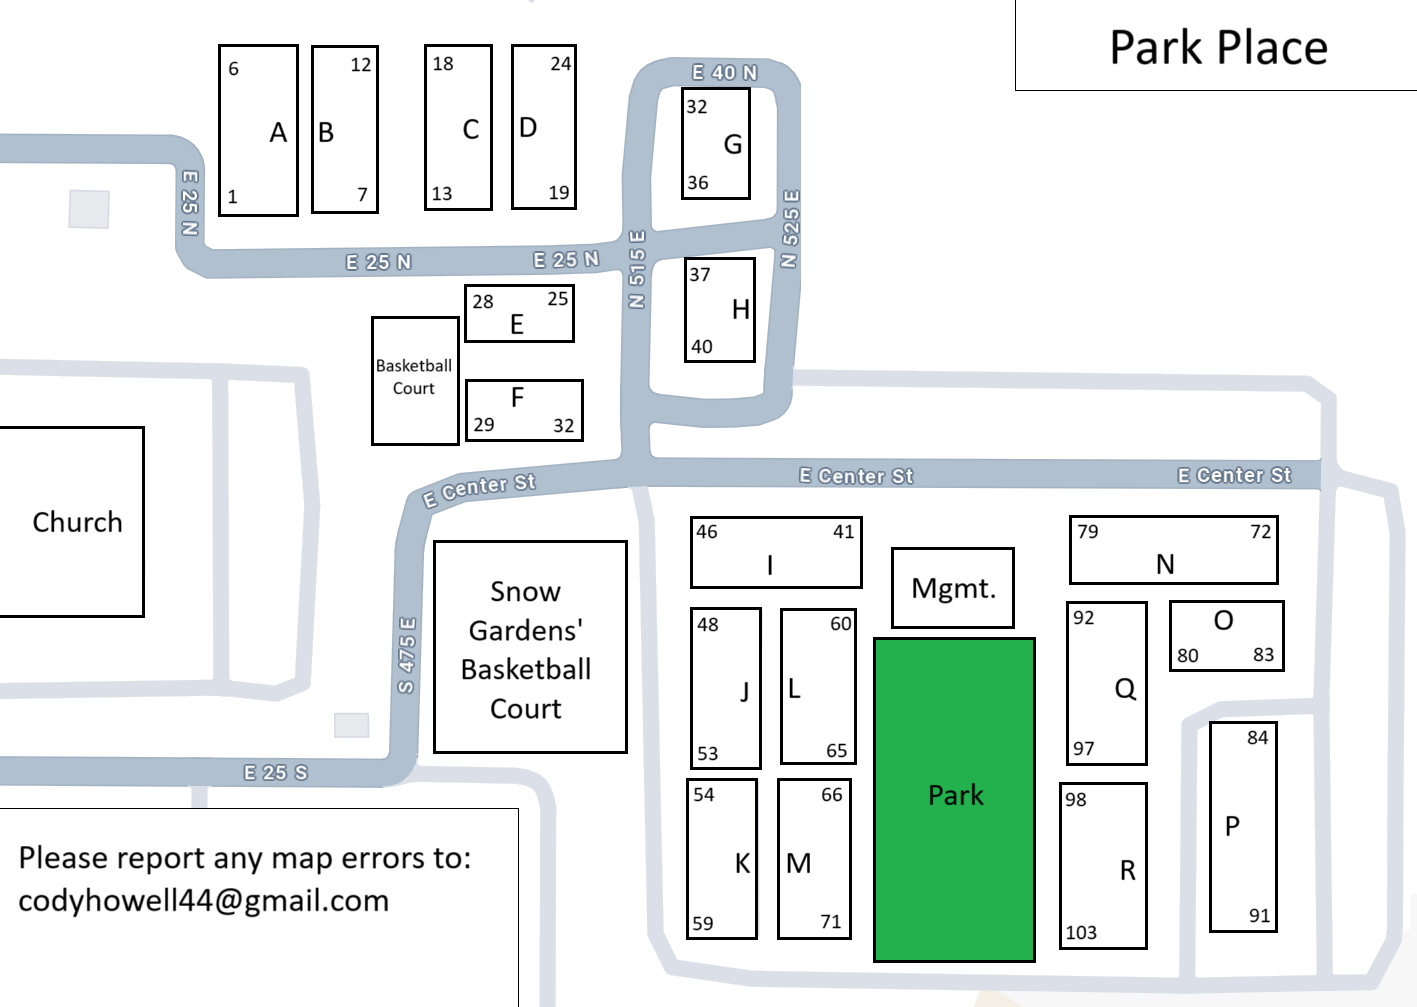 Park Place
E 40 N
6
12
18
24
A
B
C
D
1
7
13
19
32
G
36
E 25 N
E 25 N
E 25 N
N 515 E
N 525 E
37
H
40
28
25
E
Basketball
Court
F
29
32
E Center St
E Center St
E Center St
Church
Snow
Gardens'
Basketball
Court
S 475 E
E 25 S
46
41
I
Mgmt.
79
72
N
48
60
J
L
53
65
92
Q
97
O
80
83
54
66
K
M
59
71
Park
98
R
103
84
P
91
Please report any map errors to:
codyhowell44@gmail.com